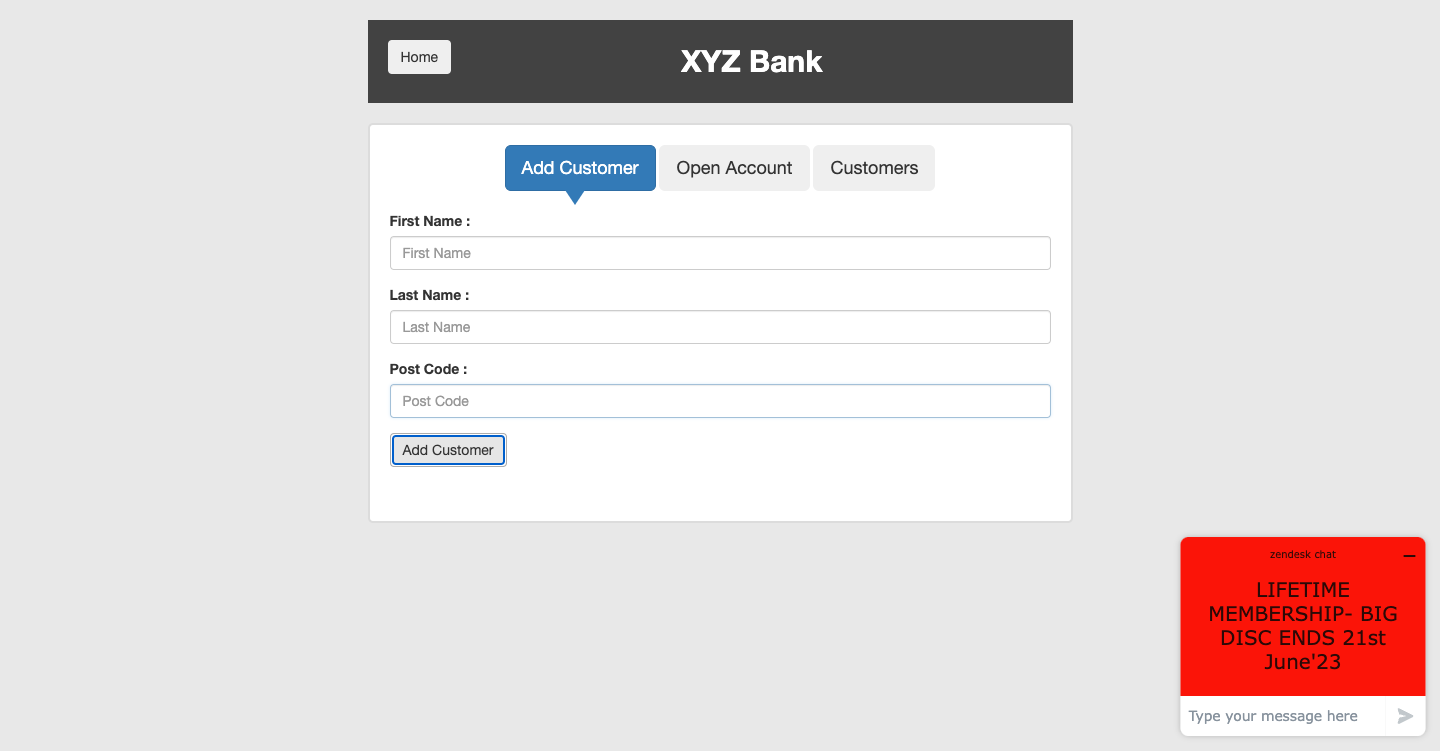 Home
XYZ Bank
Add Customer
Open Account
Customers
First Name :
First Name
Last Name :
Last Name
Post Code :
Post Code
Add Customer
zendesk chat
LIFETIME
MEMBERSHIP- BIG
DISC ENDS 21st
June'23
Type your message here